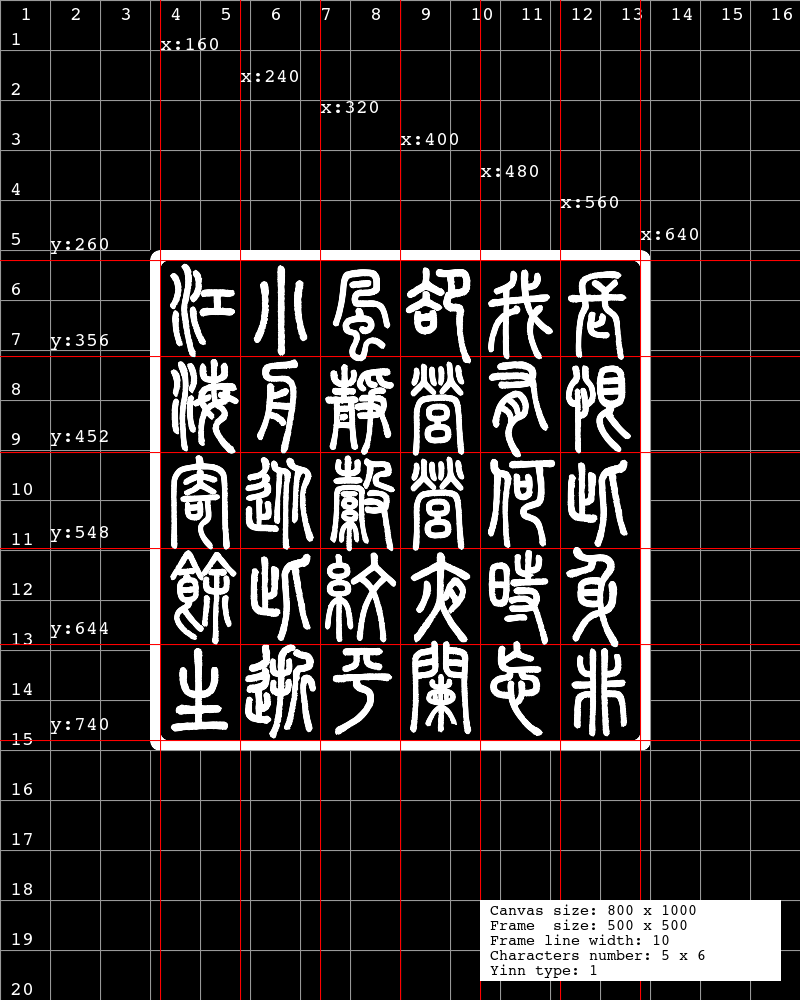 1 2 3 4 5 6 7 8 9 10 11 12 13 14 15 16
1
2
3
4
5
6
7
8
9
10
11
12
13
14
15
16
17
18
19
20
x:160
x:240
x:320
x:400
x:480
x:560
x:640
y:260
y:356
y:452
y:548
y:644
y:740
長恨此身非
我有何時忘
卻營營夜闌
風靜縠紋平
小舟從此逝
江海寄餘生
Canvas size: 800 x 1000
Frame  size: 500 x 500
Frame line width: 10
Characters number: 5 x 6
Yinn type: 1